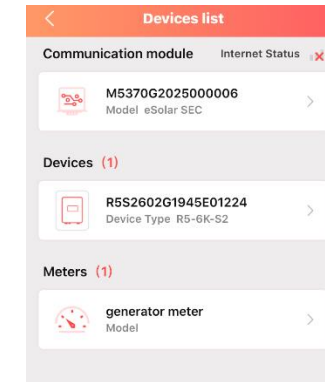 Devices list
Communication module Internet Status
M5370G2025000006
Model eSolar SEC
Devices (1)
R5S2602G1945E01224
Device Type R5-6K-S2
Meters (1)
generator meter
Model